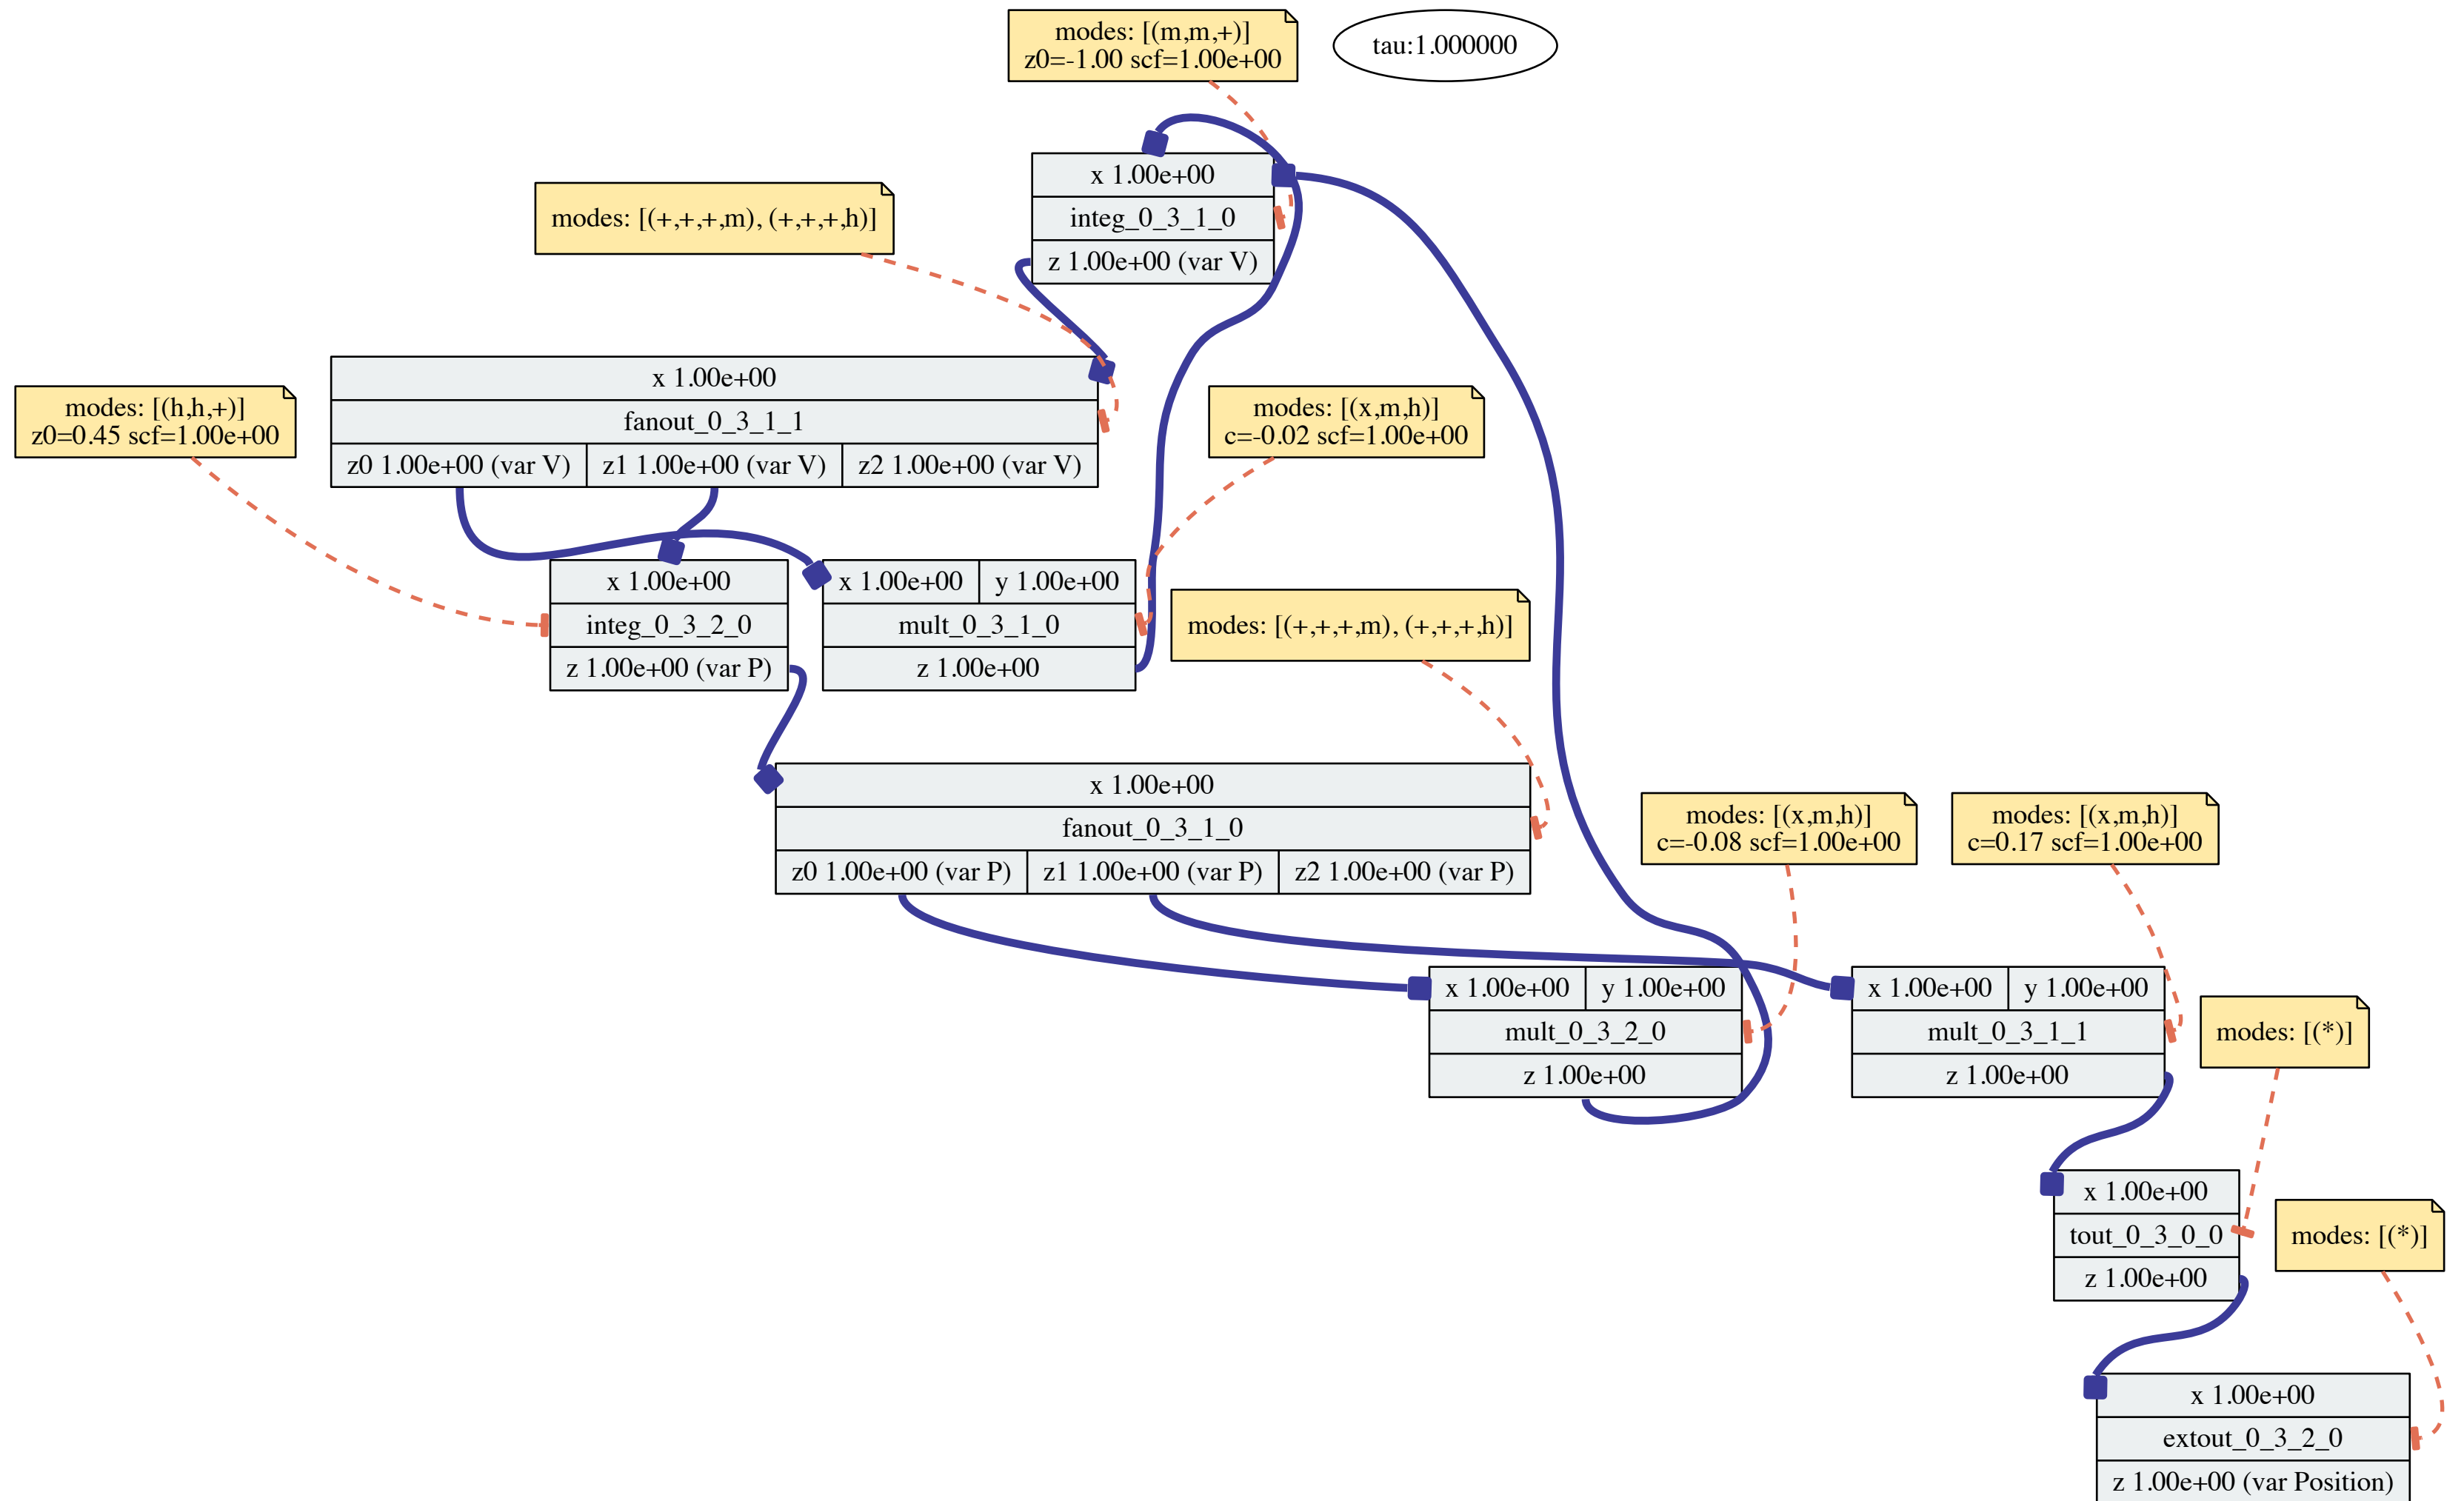 modes: [(m,m,+)]
z0=-1.00 scf=1.00e+00
tau:1.000000
x 1.00e+00
integ_0_3_1_0
z 1.00e+00 (var V)
modes: [(+,+,+,m), (+,+,+,h)]
x 1.00e+00
fanout_0_3_1_1
z0 1.00e+00 (var V) z1 1.00e+00 (var V) z2 1.00e+00 (var V)
modes: [(h,h,+)]
z0=0.45 scf=1.00e+00
modes: [(x,m,h)]
c=-0.02 scf=1.00e+00
x 1.00e+00
integ_0_3_2_0
z 1.00e+00 (var P)
x 1.00e+00 y 1.00e+00
mult_0_3_1_0
z 1.00e+00
modes: [(+,+,+,m), (+,+,+,h)]
x 1.00e+00
fanout_0_3_1_0
z0 1.00e+00 (var P) z1 1.00e+00 (var P) z2 1.00e+00 (var P)
modes: [(x,m,h)]
c=-0.08 scf=1.00e+00
modes: [(x,m,h)]
c=0.17 scf=1.00e+00
x 1.00e+00 y 1.00e+00
mult_0_3_2_0
z 1.00e+00
x 1.00e+00 y 1.00e+00
mult_0_3_1_1
z 1.00e+00
modes: [(*)]
x 1.00e+00
tout_0_3_0_0
z 1.00e+00
modes: [(*)]
x 1.00e+00
extout_0_3_2_0
z 1.00e+00 (var Position)